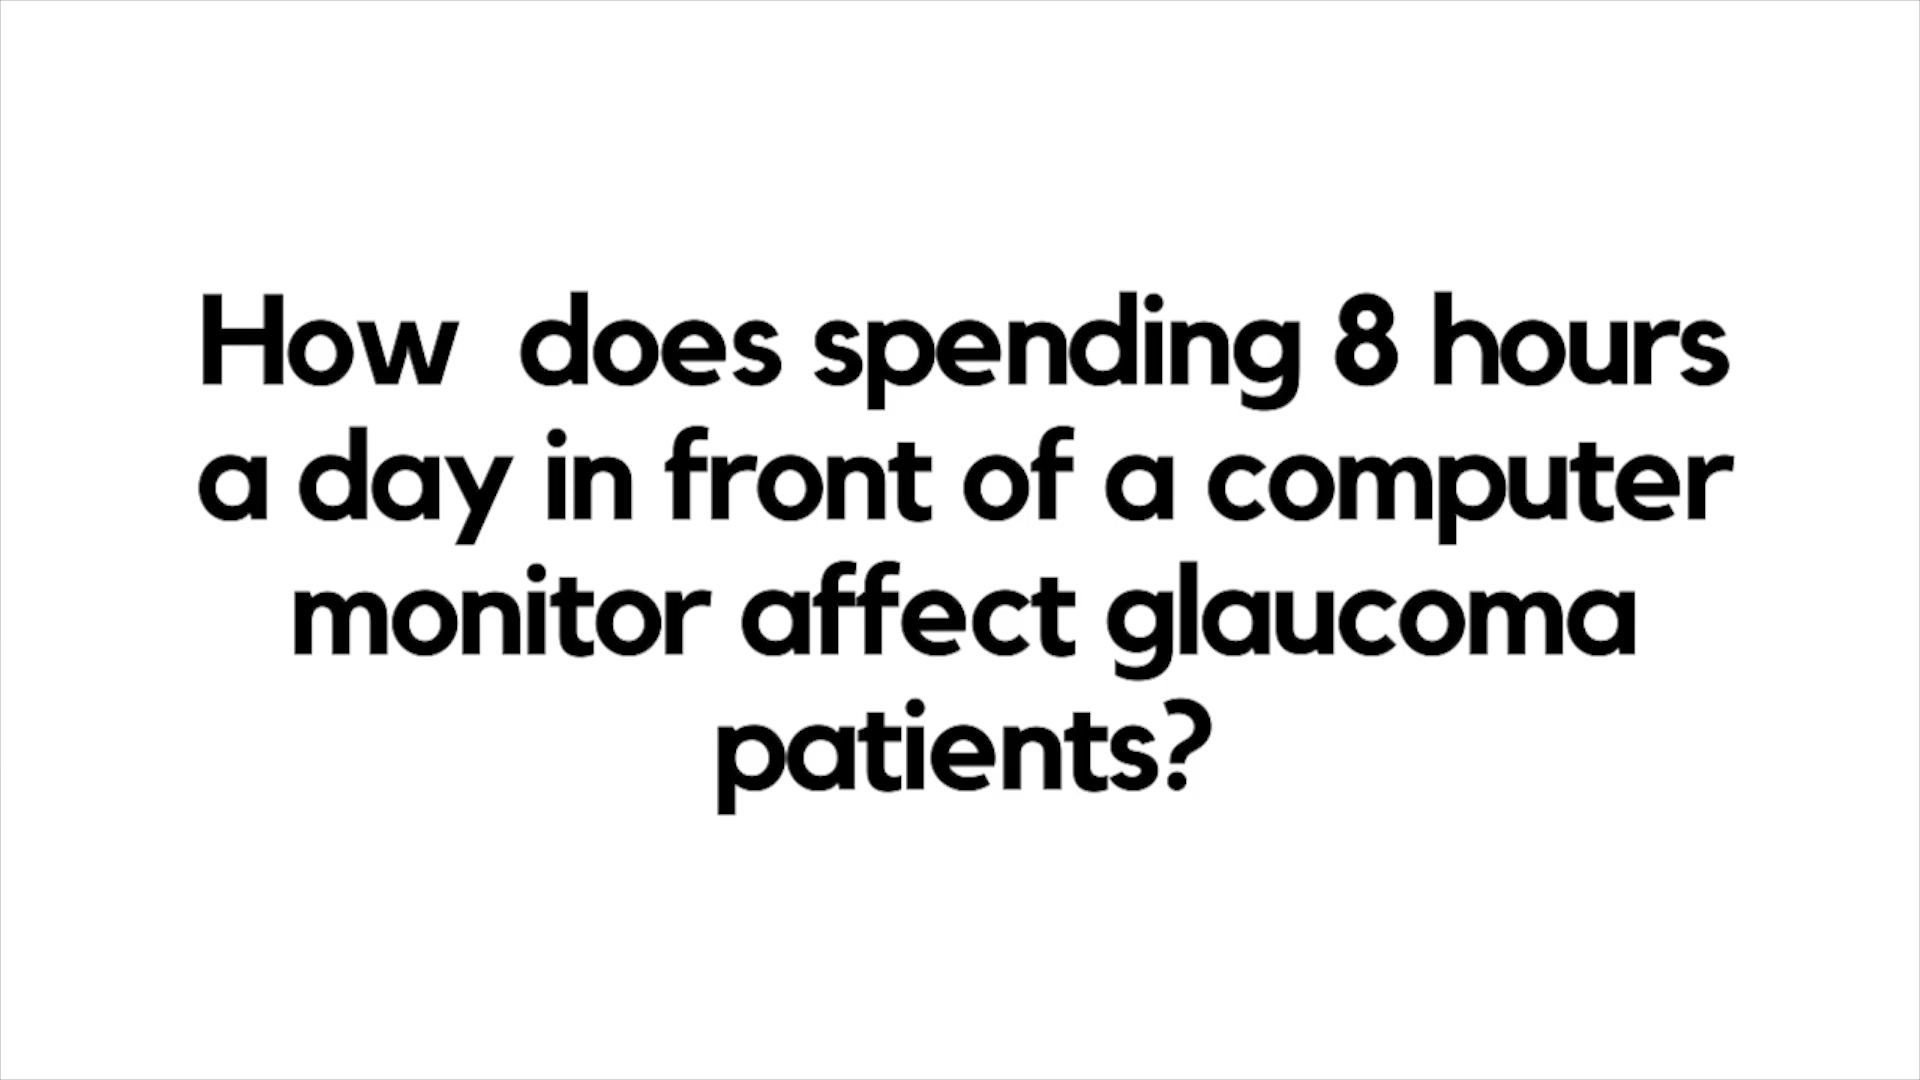 How  does spending 8 hours
a day in front of a computer
monitor affect glaucoma
patients?